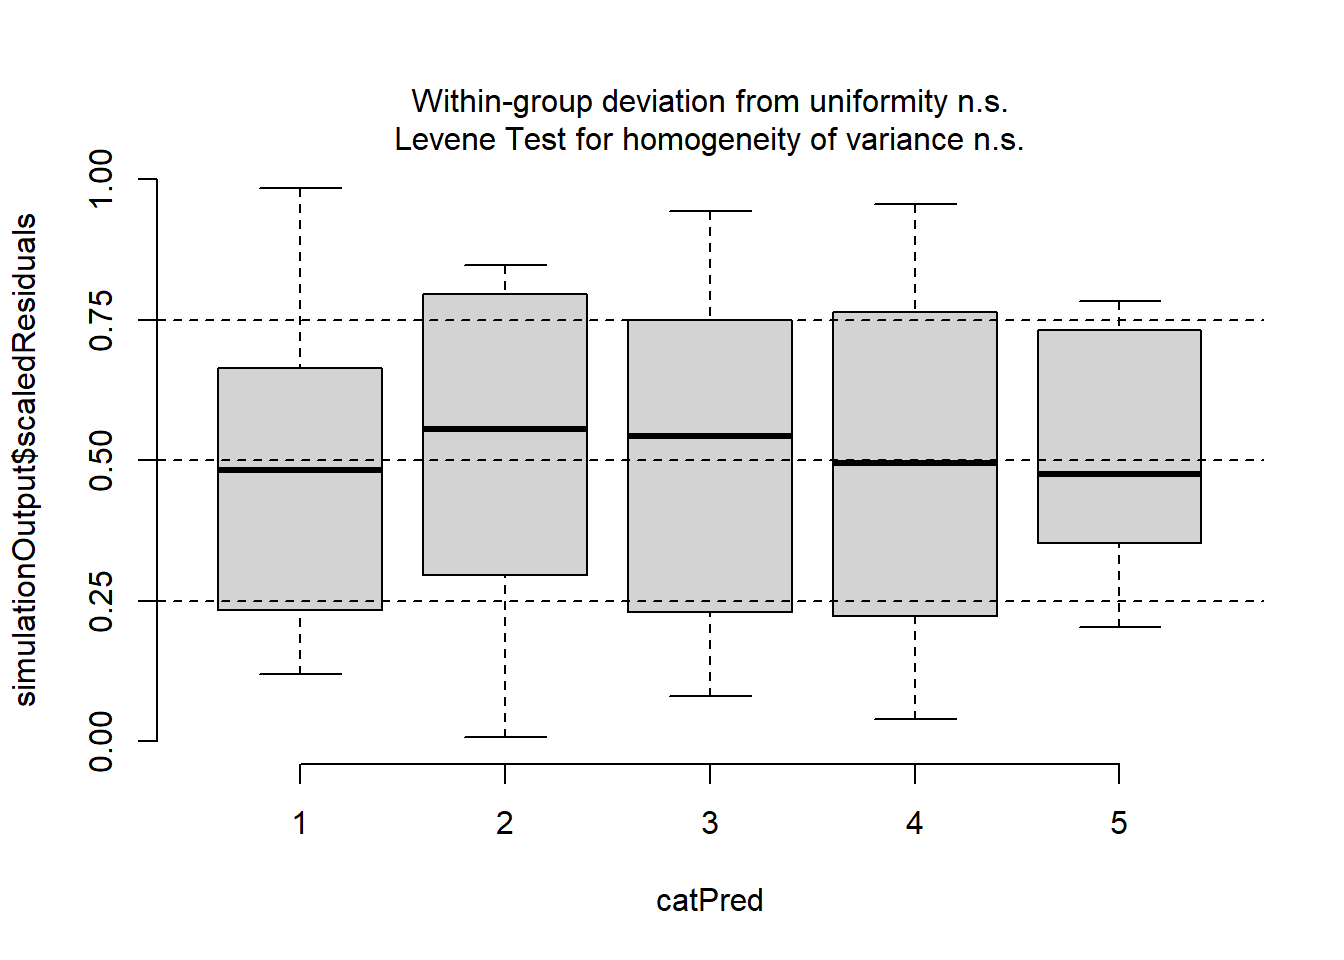 Within-group deviation from uniformity n.s.
Levene Test for homogeneity of variance n.s.
simulationOutput$scaledResiduals
1.00
0.75
0.50
0.25
0.00
1 2 3 4 5
catPred